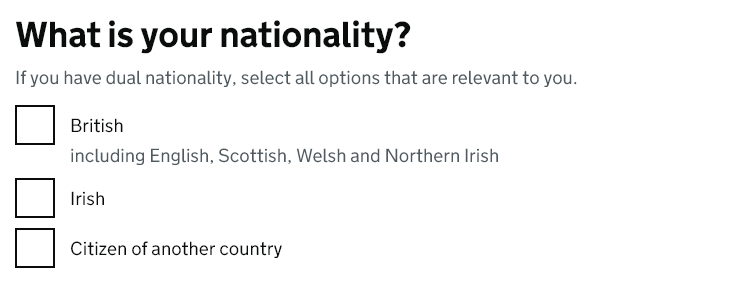 What is your nationality?
If you have dual nationality, select all options that are relevant to you.
British
including English, Scottish, Welsh and Northern Irish
Irish
Citizen of another country